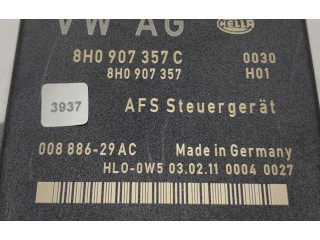 VW AG HELLA
8H0 907 357 C 0030
8H0 907 357 H01
3937 AFS Steuergerät
008 886-29 AC Made in Germany
HLO-0W5 03.02.11 0004 0027